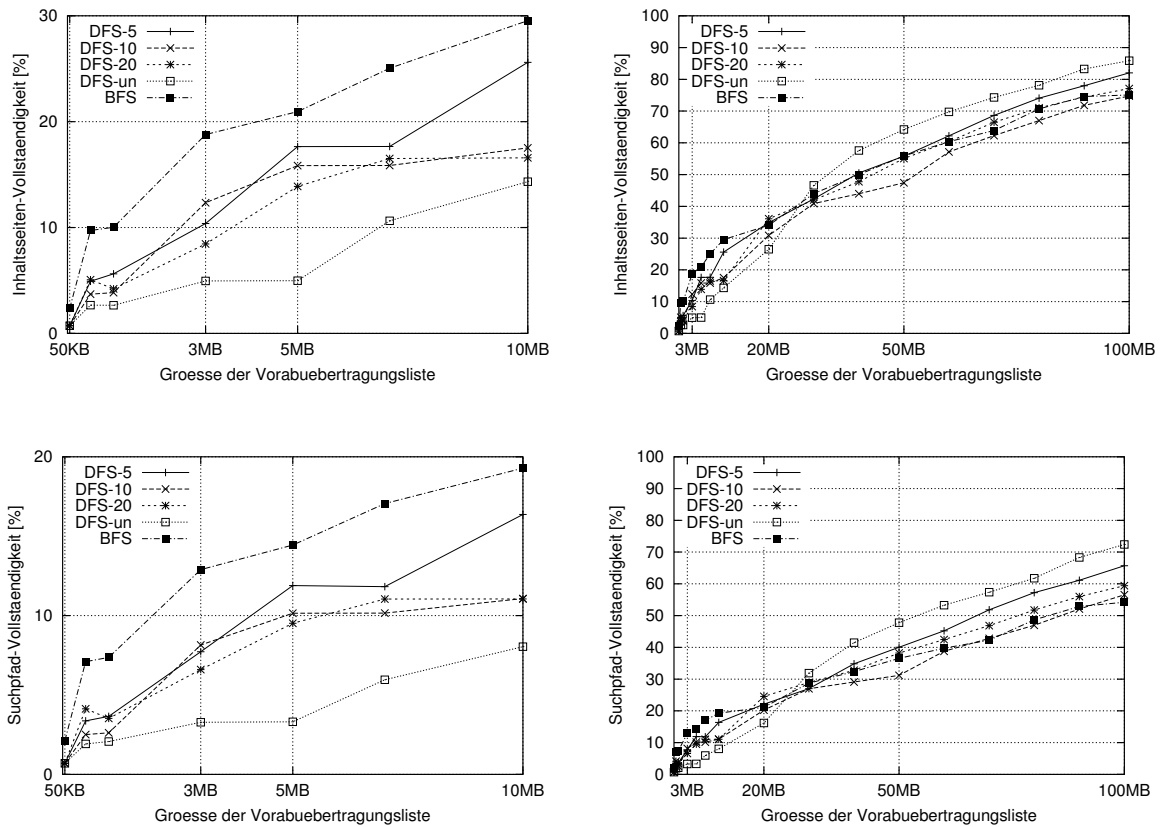 Inhaltsseiten-Vollstaendigkeit [%]
30
20
10
0
DFS-5
DFS-10
DFS-20
DFS-un
BFS
50KB 3MB 5MB 10MB
Groesse der Vorabuebertragungsliste
Inhaltsseiten-Vollstaendigkeit [%]
100
90
80
70
60
50
40
30
20
10
0
DFS-5
DFS-10
DFS-20
DFS-un
BFS
3MB 20MB 50MB 100MB
Groesse der Vorabuebertragungsliste
Suchpfad-Vollstaendigkeit [%]
20
10
0
DFS-5
DFS-10
DFS-20
DFS-un
BFS
50KB 3MB 5MB 10MB
Groesse der Vorabuebertragungsliste
Suchpfad-Vollstaendigkeit [%]
100
90
80
70
60
50
40
30
20
10
0
DFS-5
DFS-10
DFS-20
DFS-un
BFS
3MB 20MB 50MB 100MB
Groesse der Vorabuebertragungsliste